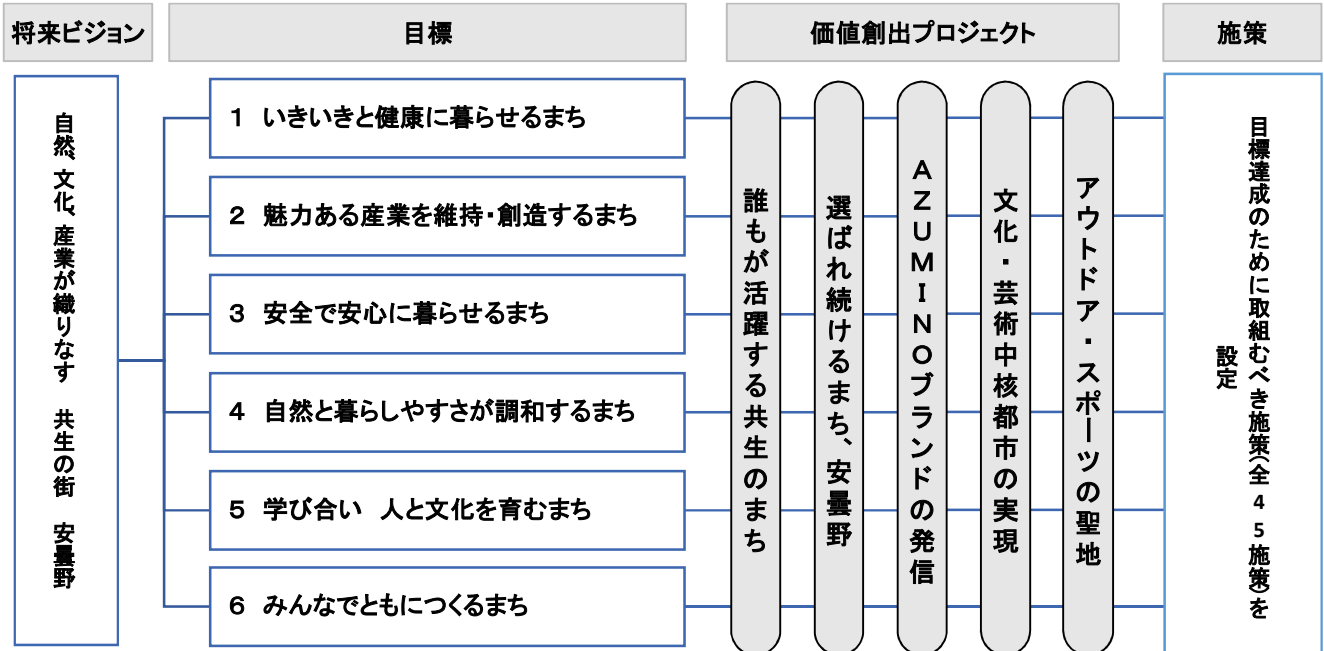 将来ビジョン
目標
価値創出プロジェクト
施策
自然、文化、産業が織りなす　共生の街　安曇野
１　いきいきと健康に暮らせるまち
２　魅力ある産業を維持・創造するまち
３　安全で安心に暮らせるまち
４　自然と暮らしやすさが調和するまち
５　学び合い　人と文化を育むまち
６　みんなでともにつくるまち
誰もが活躍する共生のまち
選ばれ続けるまち、安曇野
ＡＺＵＭＩＮＯブランドの発信
文化・芸術中核都市の実現
アウトドア・スポーツの聖地
目標達成のために取組むべき施策（全４５施策）を
設定